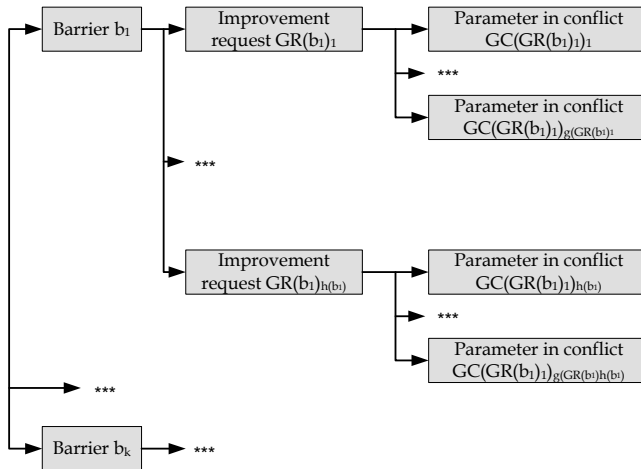 Barrier b₁
Improvement
request GR(b₁)₁
Parameter in conflict
GC(GR(b₁)₁)₁
***
Parameter in conflict
GC(GR(b₁)₁)g(GR(b₁)₁
***
Improvement
request GR(b₁)h(b₁)
Parameter in conflict
GC(GR(b₁)₁)h(b₁)
***
Parameter in conflict
GC(GR(b₁)₁)g(GR(b₁)h(b₁)
***
Barrier bₖ
***